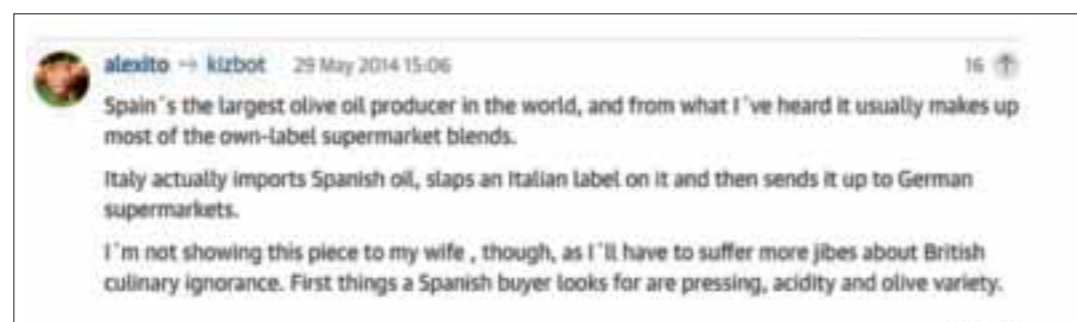 alexito → kizbot 29 May 2014 15:06 16
Spain´s the largest olive oil producer in the world, and from what I´ve heard it usually makes up
most of the own-label supermarket blends.
Italy actually imports Spanish oil, slaps an Italian label on it and then sends it up to German
supermarkets.
I´m not showing this piece to my wife , though, as I´ll have to suffer more jibes about British
culinary ignorance. First things a Spanish buyer looks for are pressing, acidity and olive variety.